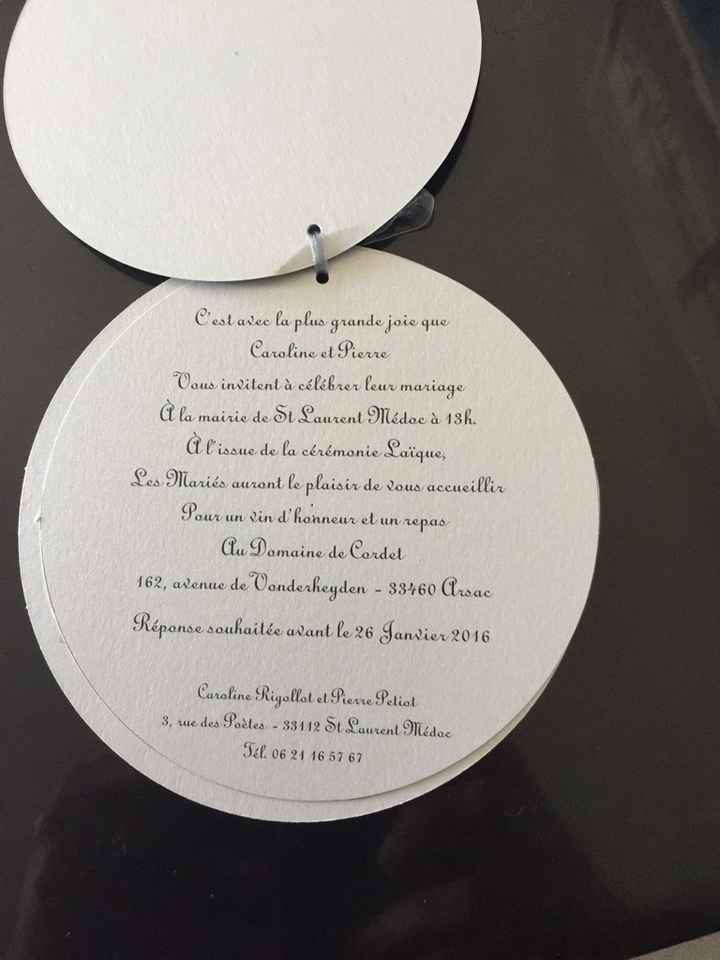 C'est avec la plus grande joie que
Caroline et Pierre
Vous invitent à célébrer leur mariage
À la mairie de St Laurent Médoc à 13h.
À l'issue de la cérémonie Laïque,
Les Mariés auront le plaisir de vous accueillir
Pour un vin d'honneur et un repas
Au Domaine de Cordet
162, avenue de Vonderheyden - 33460 Arsac
Réponse souhaitée avant le 26 Janvier 2016
Caroline Rigollot et Pierre Petiot
3, rue des Poètes - 33112 St Laurent Médoc
Tél. 06 21 16 57 67